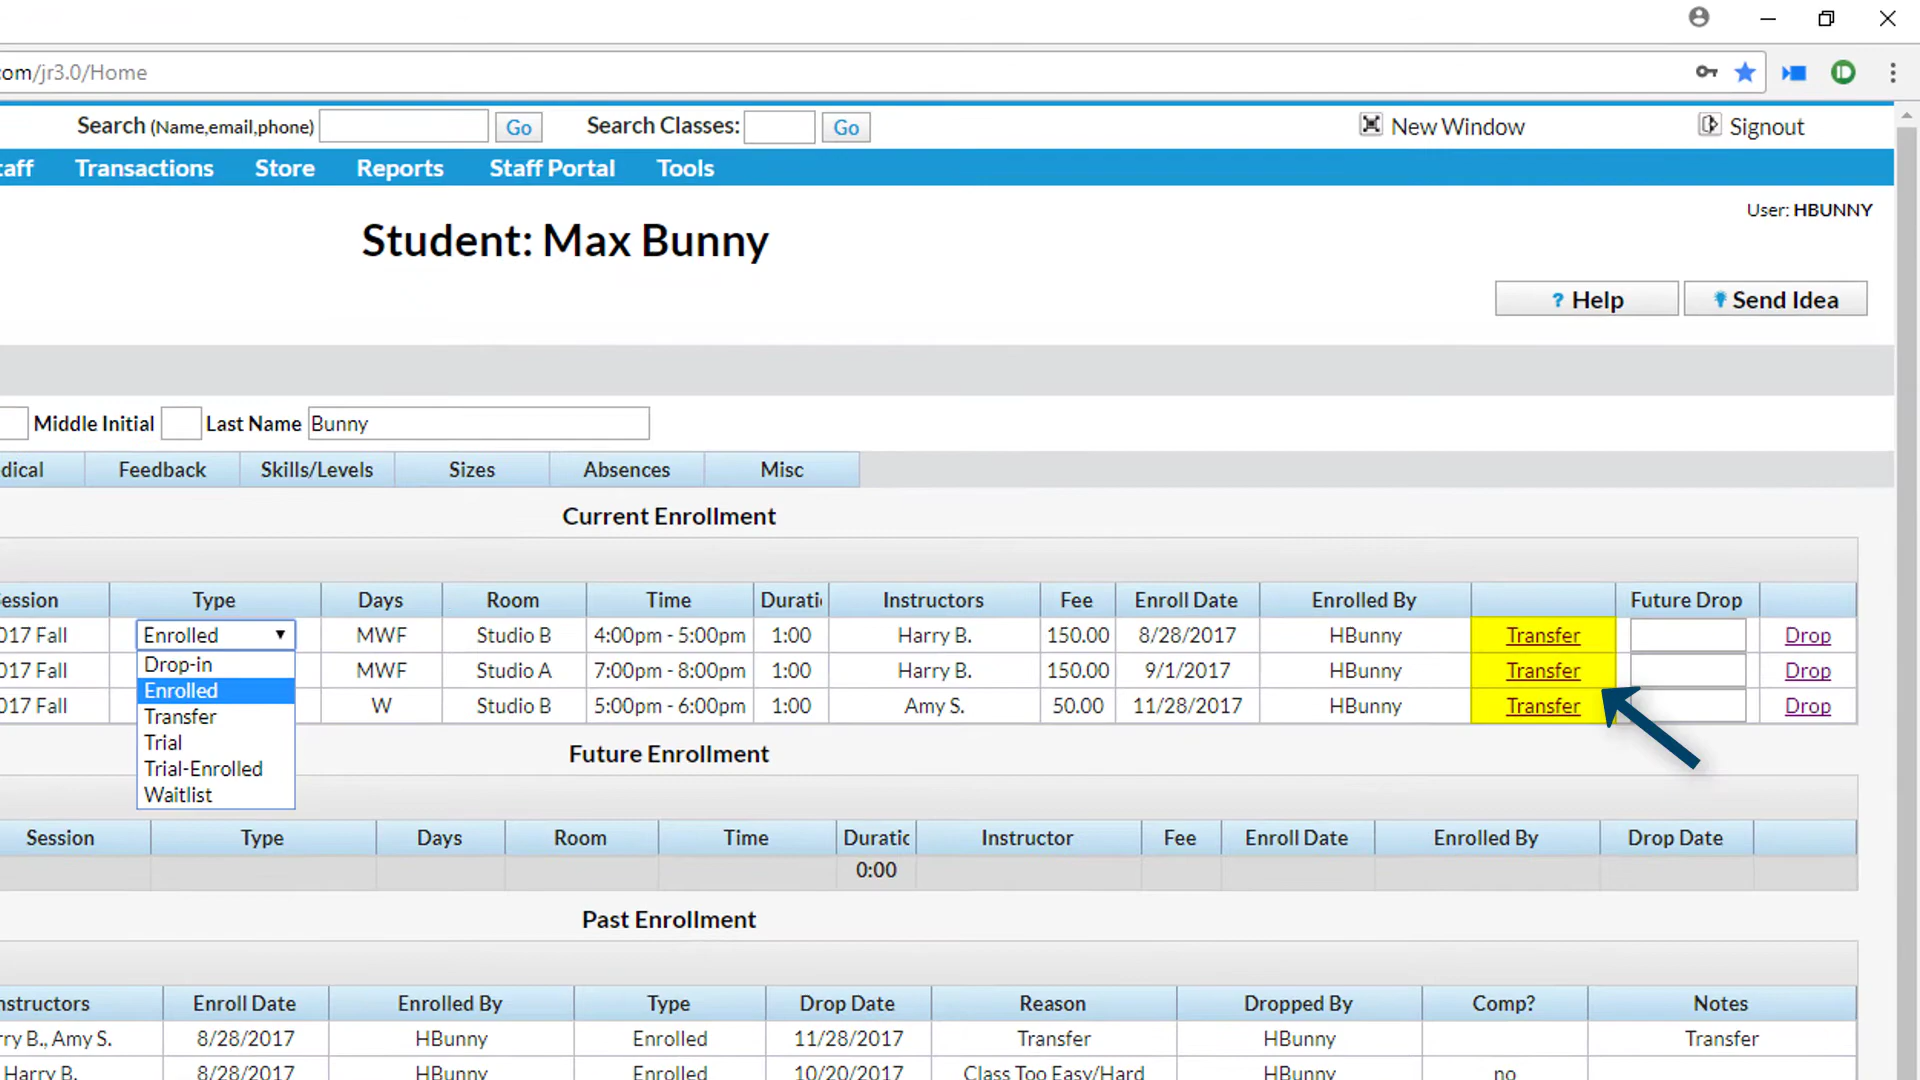 com/jr3.0/Home
Search (Name,email,phone) Go Search Classes: Go New Window Signout
taff Transactions Store Reports Staff Portal Tools
User: HBUNNY
Student: Max Bunny
? Help Send Idea
Middle Initial Last Name Bunny
dical Feedback Skills/Levels Sizes Absences Misc
Current Enrollment
ession Type Days Room Time Durati Instructors Fee Enroll Date Enrolled By Future Drop
017 Fall Enrolled MWF Studio B 4:00pm - 5:00pm 1:00 Harry B. 150.00 8/28/2017 HBunny Transfer Drop
Drop-in
017 Fall MWF Studio A 7:00pm - 8:00pm 1:00 Harry B. 150.00 9/1/2017 HBunny Transfer Drop
Enrolled
017 Fall W Studio B 5:00pm - 6:00pm 1:00 Amy S. 50.00 11/28/2017 HBunny Transfer Drop
Transfer
Trial
Trial-Enrolled
Waitlist
Future Enrollment
Session Type Days Room Time Duratic Instructor Fee Enroll Date Enrolled By Drop Date
0:00
Past Enrollment
nstructors Enroll Date Enrolled By Type Drop Date Reason Dropped By Comp? Notes
rry B., Amy S. 8/28/2017 HBunny Enrolled 11/28/2017 Transfer HBunny Transfer
Harry B. 8/28/2017 HBunny Enrolled 10/20/2017 Class Too Easy/Hard HBunny no